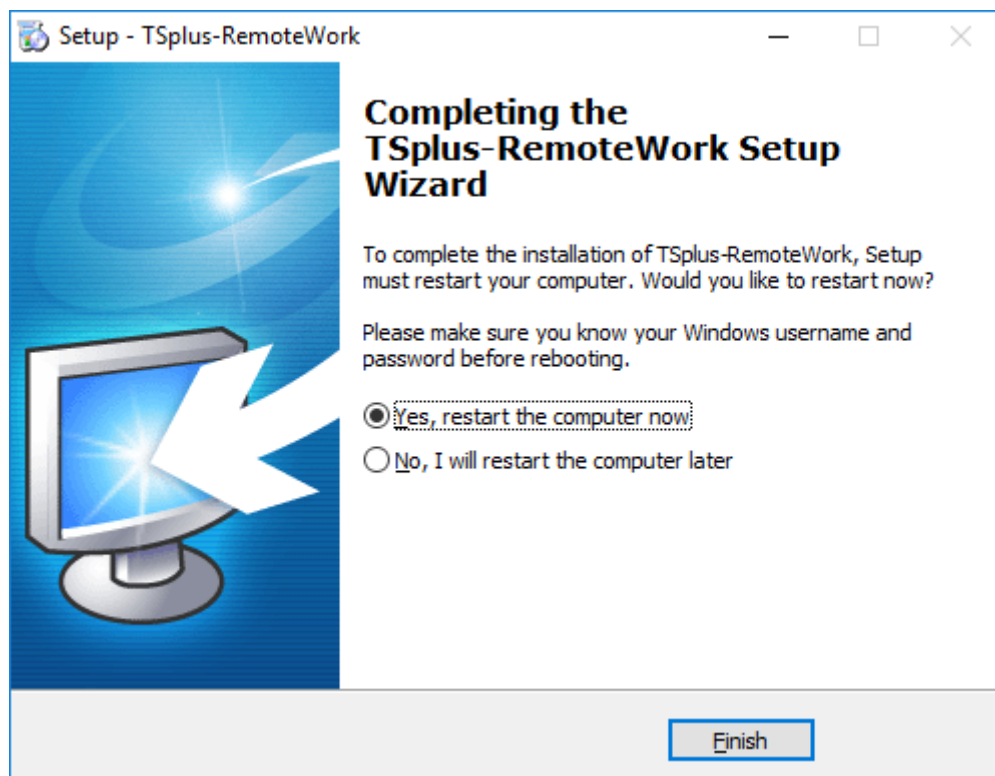 Setup - TSplus-RemoteWork
Completing the
TSplus-RemoteWork Setup
Wizard
To complete the installation of TSplus-RemoteWork, Setup
must restart your computer. Would you like to restart now?
Please make sure you know your Windows username and
password before rebooting.
Yes, restart the computer now
No, I will restart the computer later
Finish